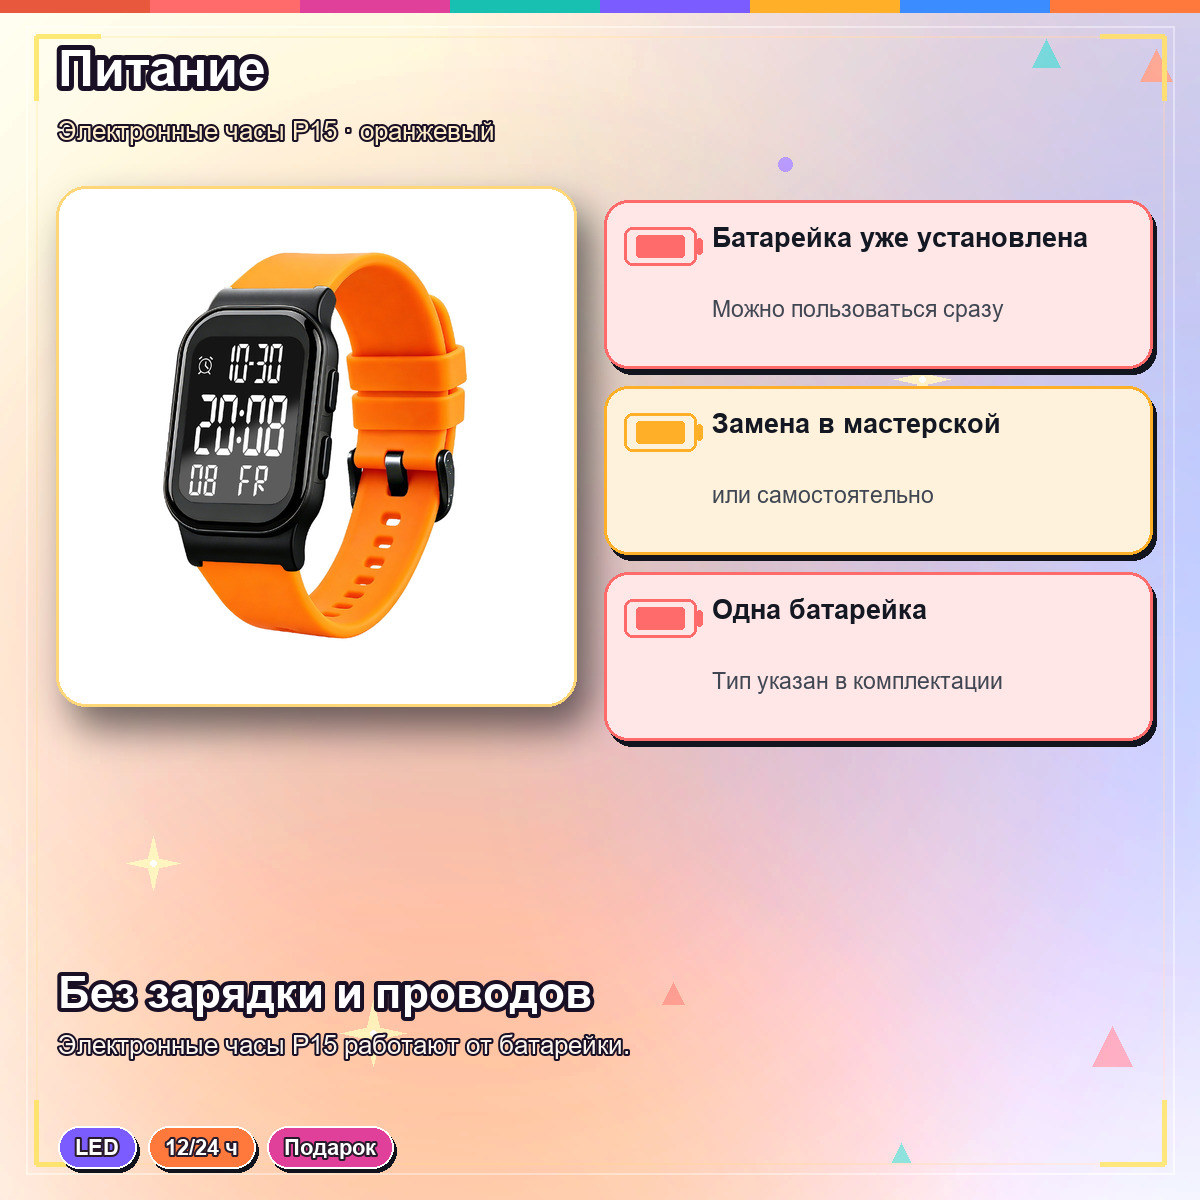 Питание
Электронные часы P15 · оранжевый
10:30
20:08
08 FR
Батарейка уже установлена
Можно пользоваться сразу
Замена в мастерской
или самостоятельно
Одна батарейка
Тип указан в комплектации
Без зарядки и проводов
Электронные часы P15 работают от батарейки.
LED
12/24 ч
Подарок